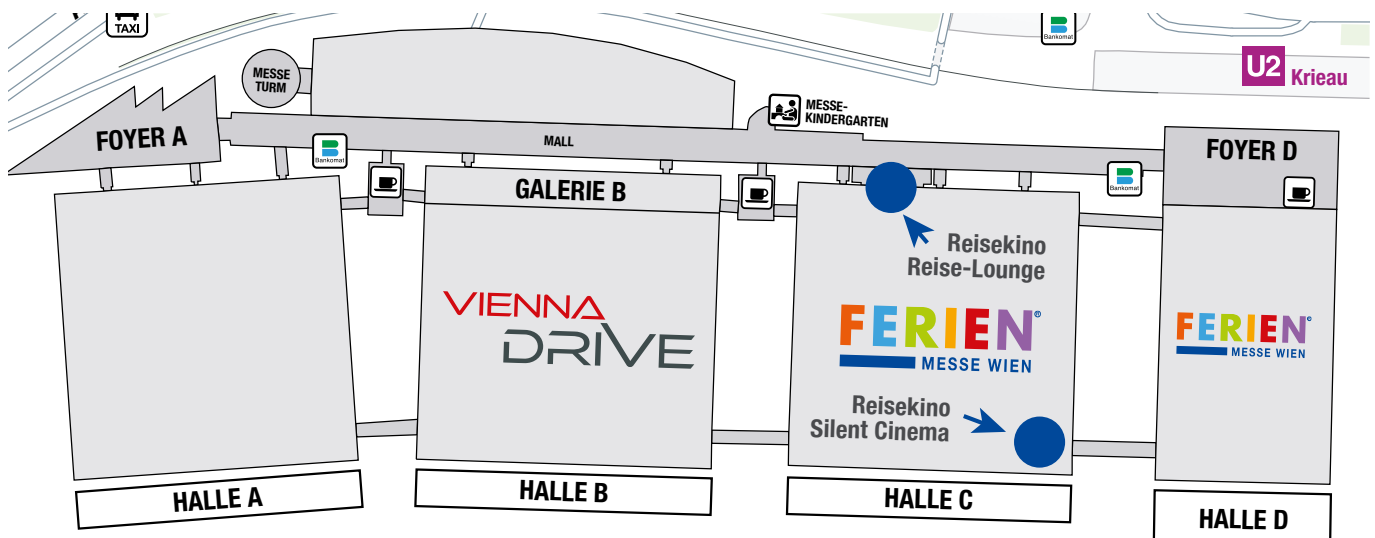 TAXI
Bankomat
U2 Krieau
MESSE
TURM
MESSE-
KINDERGARTEN
FOYER A
MALL
FOYER D
Bankomat
Bankomat
GALERIE B
Reisekino
Reise-Lounge
VIENNA
DRIVE
FERIEN®
MESSE WIEN
FERIEN®
MESSE WIEN
Reisekino
Silent Cinema
HALLE A
HALLE B
HALLE C
HALLE D